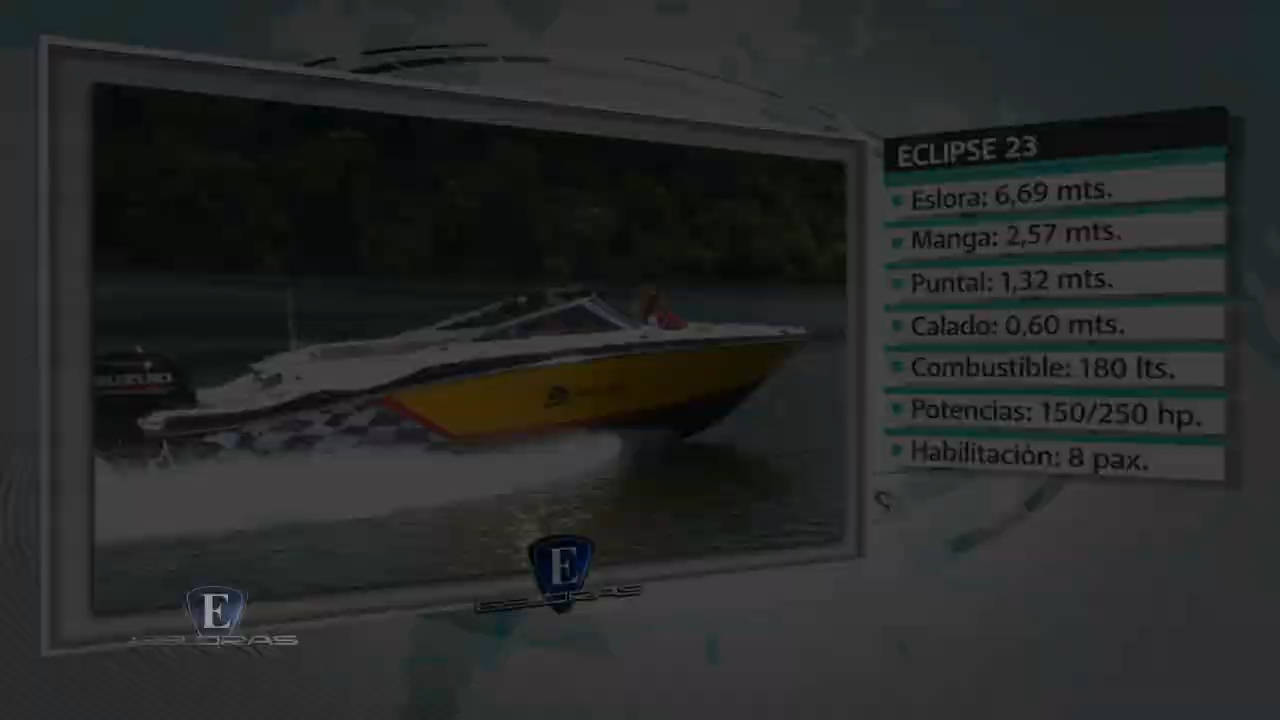 ECLIPSE 23
Eslora: 6,69 mts.
Manga: 2,57 mts.
Puntal: 1,32 mts.
Calado: 0,60 mts.
Combustible: 180 lts.
Potencias: 150/250 hp.
Habilitación: 8 pax.
SUZUKI
E
E